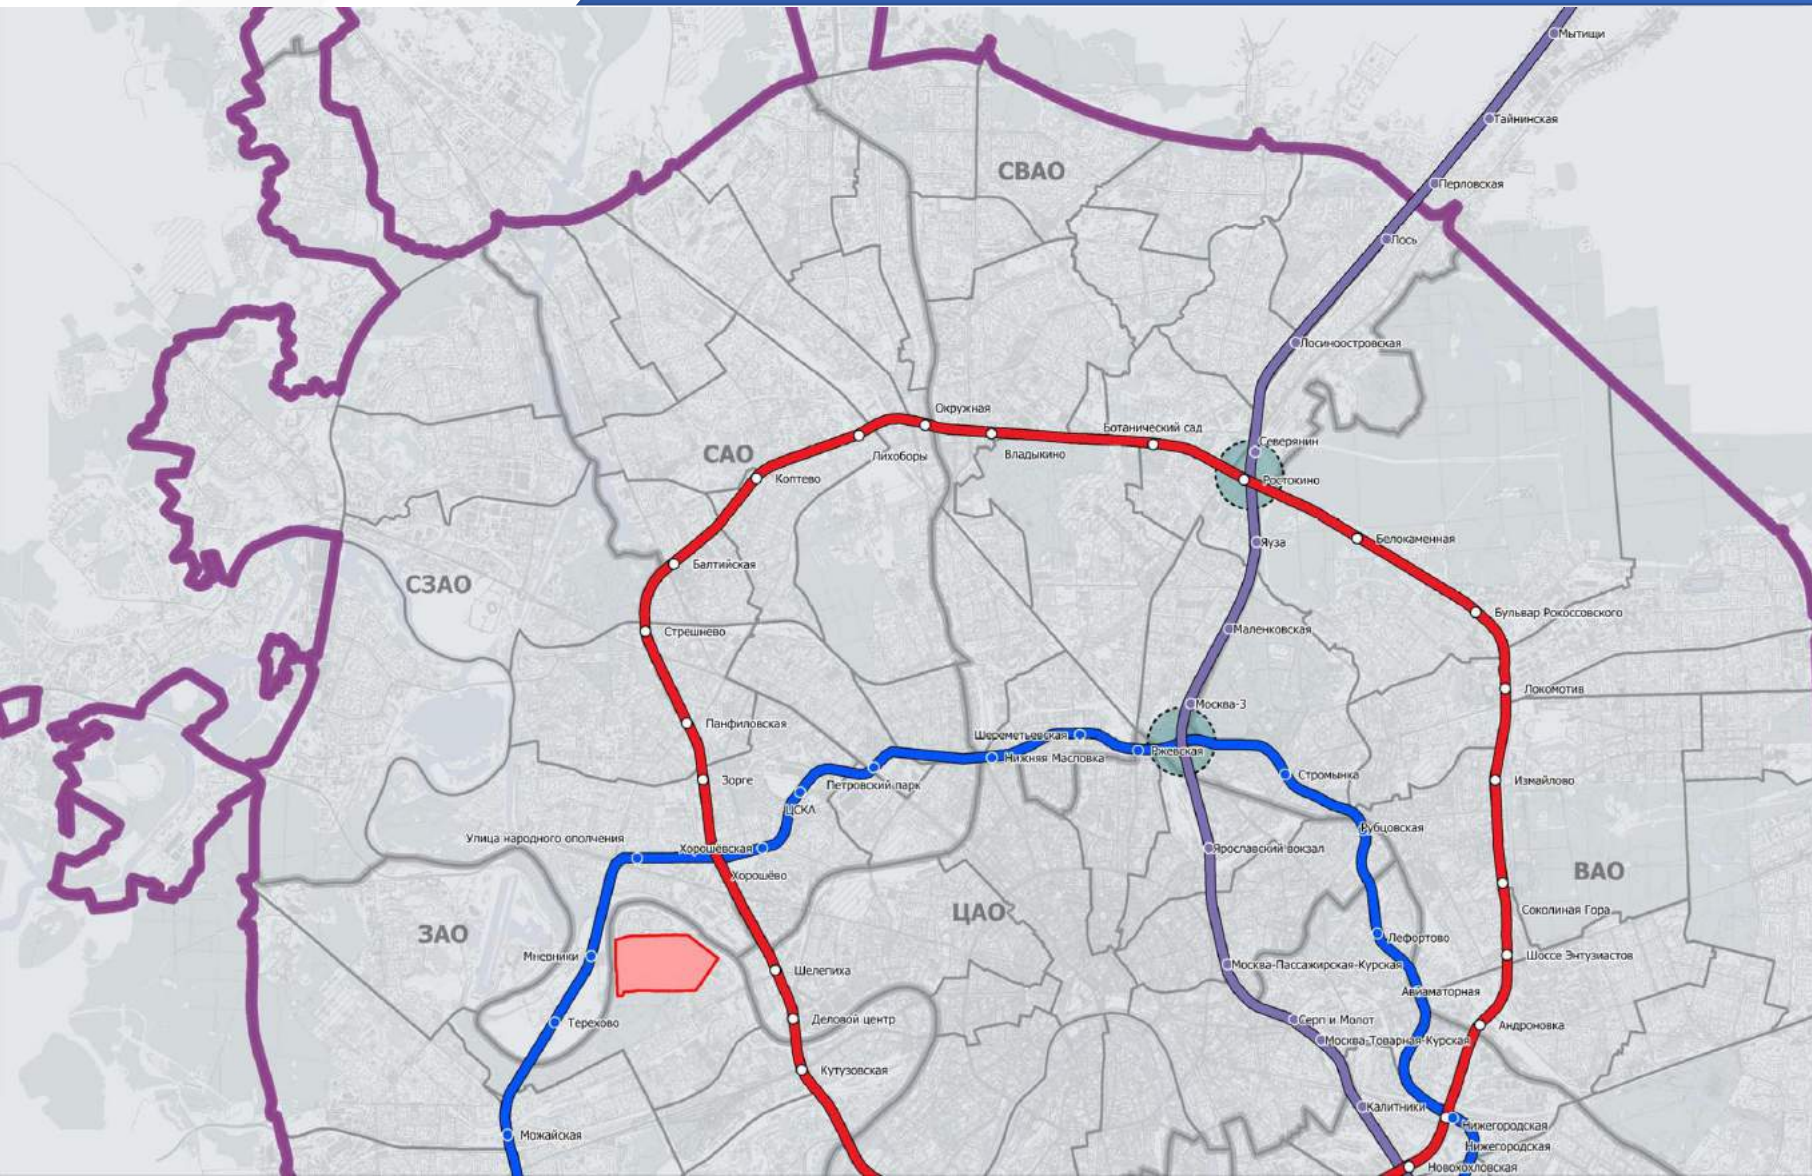 Мытищи
Тайнинская
СВАО
Перловская
Лось
Лосиноостровская
Окружная
Ботанический сад
Северянин
САО
Лихоборы
Владыкино
Коптево
Ростокино
Белокаменная
Яуза
Балтийская
СЗАО
Бульвар Рокоссовского
Стрешнево
Маленковская
Локомотив
Москва-3
Панфиловская
Шереметьевская
Ржевская
Нижняя Масловка
Стромынка
Зорге
Петровский парк
Измайлово
ЦСКА
Рубцовская
Улица народного ополчения
Хорошёвская
Ярославский вокзал
Хорошёво
ВАО
ЦАО
Соколиная Гора
ЗАО
Лефортово
Мневники
Шоссе Энтузиастов
Москва-Пассажирская-Курская
Шелепиха
Авиаматорная
Деловой центр
Серп и Молот
Терехово
Андроновка
Москва-Товарная-Курская
Кутузовская
Калитники
Нижегородская
Можайская
Нижегородская
Новохохловская